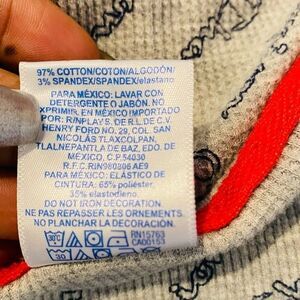 97% COTTON/COTON/ALGODÓN/
3% SPANDEX/SPANDEX/elastano
PARA MÉXICO: LAVAR CON
DETERGENTE O JABÓN. NO
EXPRIMIR. EN MÉXICO IMPORTADO
POR: RINPLAYS, DE R.L. DE C.V.
HENRY FORD NO. 29, COL. SAN
NICOLÁS TLAXCOLPAN,
TLALNEPANTLA DE BAZ, EDO. DE
MÉXICO, C.P. 54030
R.F.C. RIN980806AE9
PARA MÉXICO: ELÁSTICO DE
CINTURA: 65% poliéster,
35% elastodieno.
DO NOT IRON DECORATION.
NE PAS REPASSER LES ORNEMENTS.
NO PLANCHAR LA DECORACIÓN.
RN15763
30 CA00153